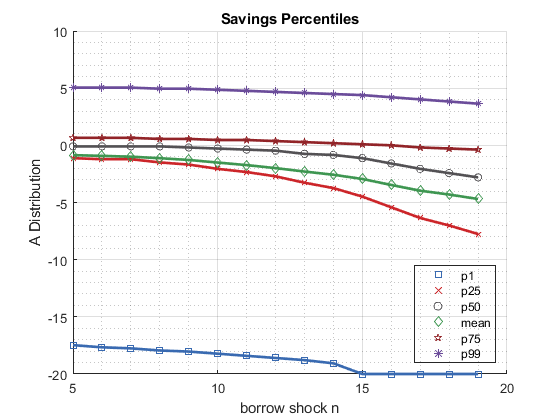 Savings Percentiles
10
5
0
-5
-10
-15
-20
A Distribution
5
10
15
20
borrow shock n
p1
p25
p50
mean
p75
p99